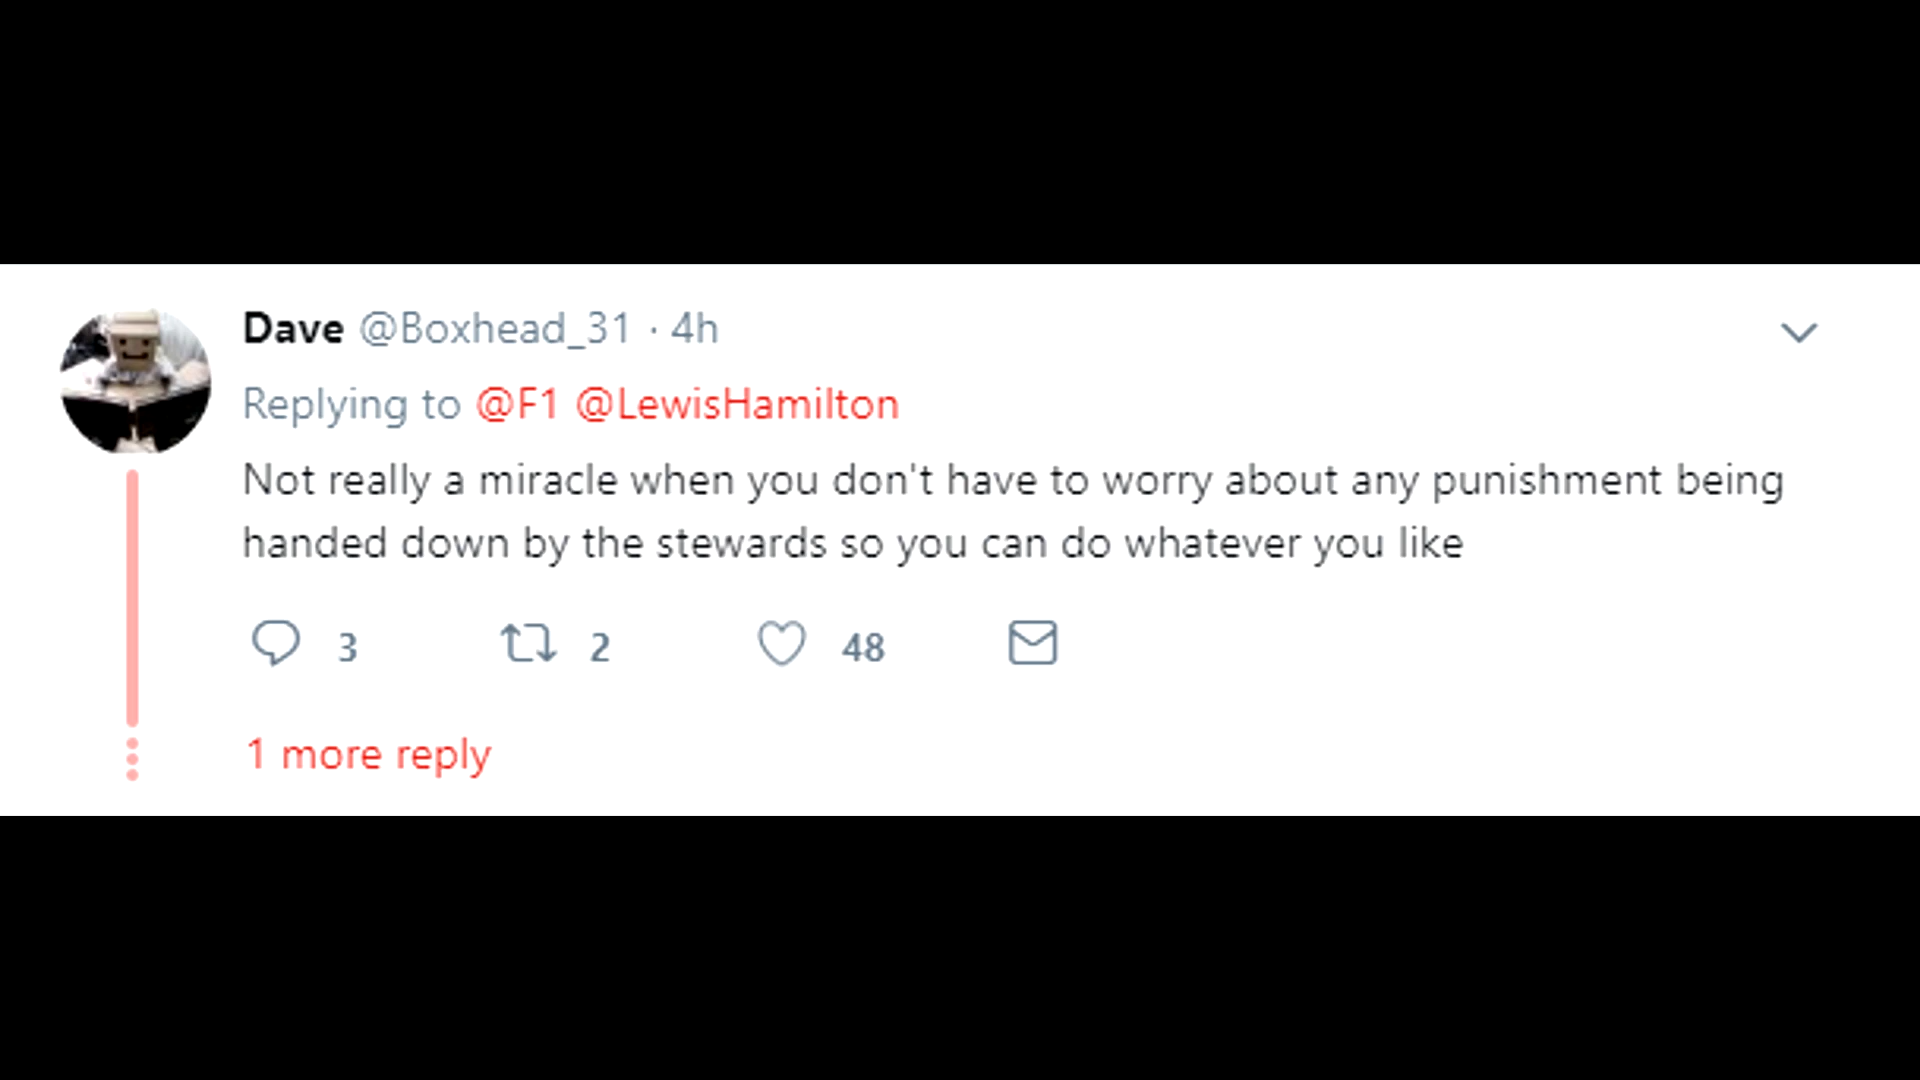 Dave @Boxhead_31 · 4h
Replying to @F1 @LewisHamilton
Not really a miracle when you don't have to worry about any punishment being
handed down by the stewards so you can do whatever you like
3 2 48
1 more reply